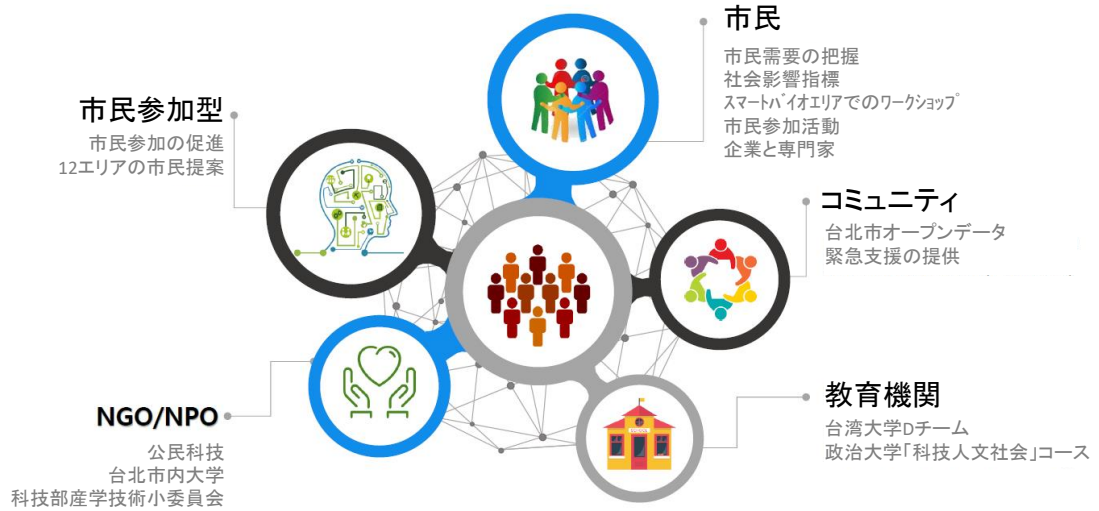 市民
市民需要の把握
社会影響指標
スマートバイオエリアでのワークショップ
市民参加活動
企業と専門家
市民参加型
市民参加の促進
12エリアの市民提案
コミュニティ
台北市オープンデータ
緊急支援の提供
NGO/NPO
公民科技
台北市内大学
科技部産学技術小委員会
教育機関
台湾大学Dチーム
政治大学「科技人文社会」コース